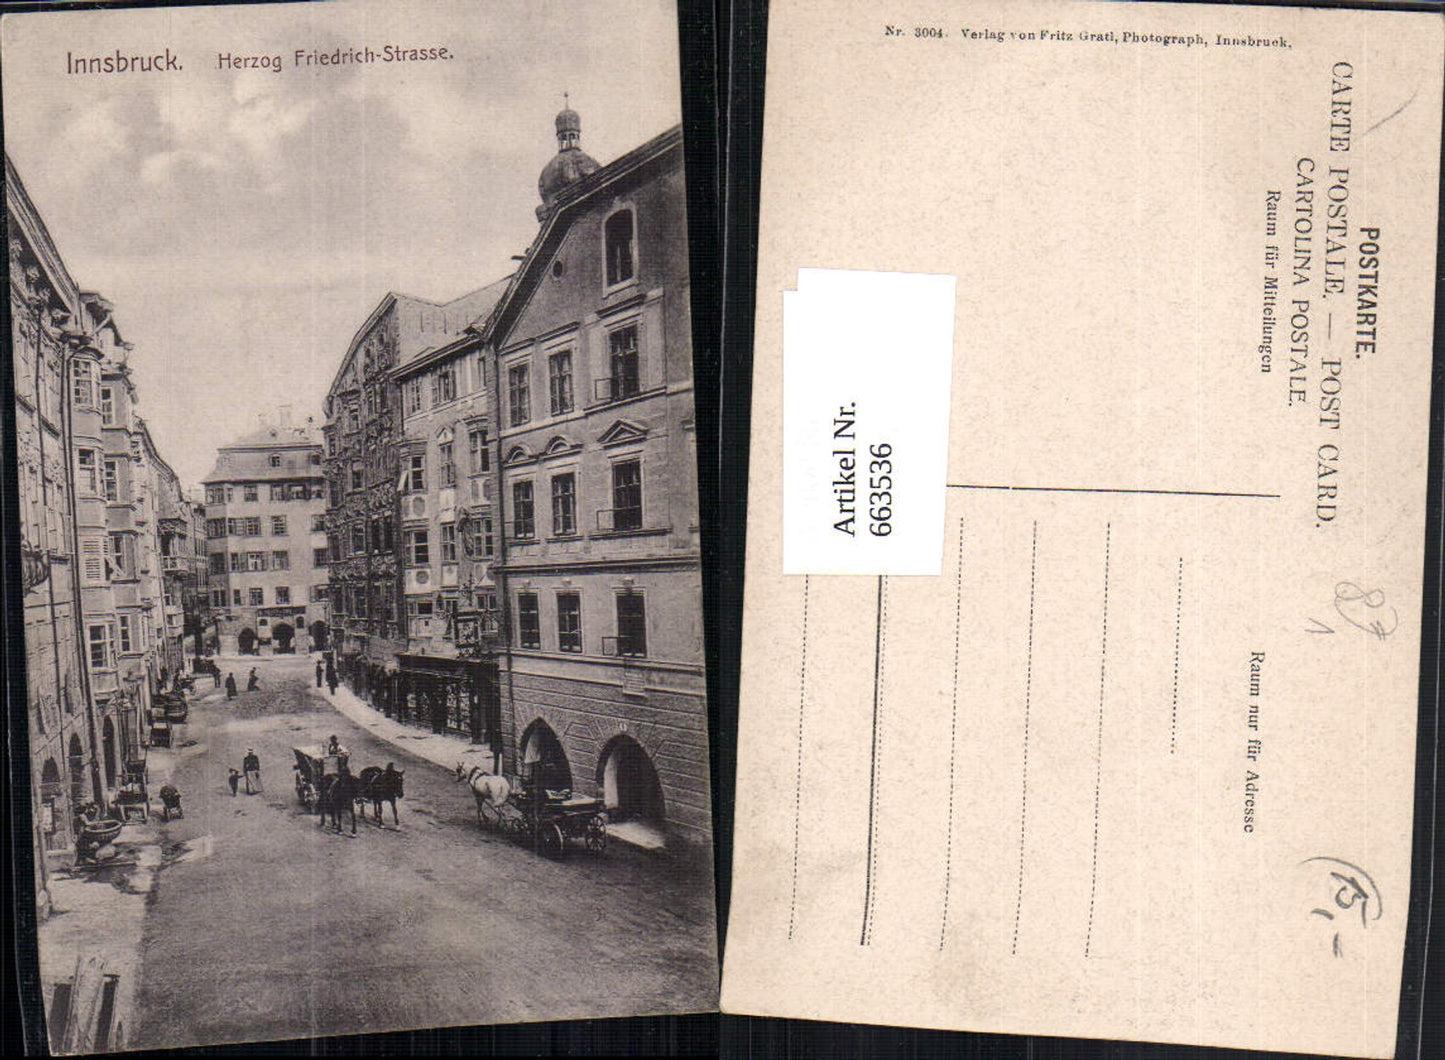 Innsbruck. Herzog Friedrich-Strasse.
Nr. 3004. Verlag von Fritz Gratl, Photograph, Innsbruck.
POSTKARTE.
CARTE POSTALE. — POST CARD.
CARTOLINA POSTALE.
Raum für Mitteilungen
Raum nur für Adresse
Artikel Nr.
663536
1
15,-